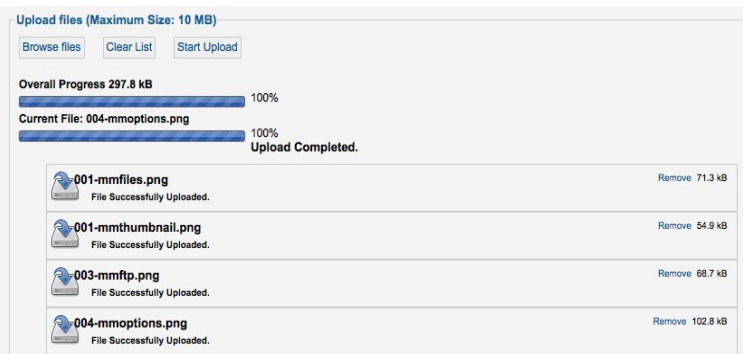 Upload files (Maximum Size: 10 MB)
Browse files Clear List Start Upload
Overall Progress 297.8 kB
100%
Current File: 004-mmoptions.png
100%
Upload Completed.
001-mmfiles.png Remove 71.3 kB
File Successfully Uploaded.
001-mmthumbnail.png Remove 54.9 kB
File Successfully Uploaded.
003-mmftp.png Remove 68.7 kB
File Successfully Uploaded.
004-mmoptions.png Remove 102.8 kB
File Successfully Uploaded.